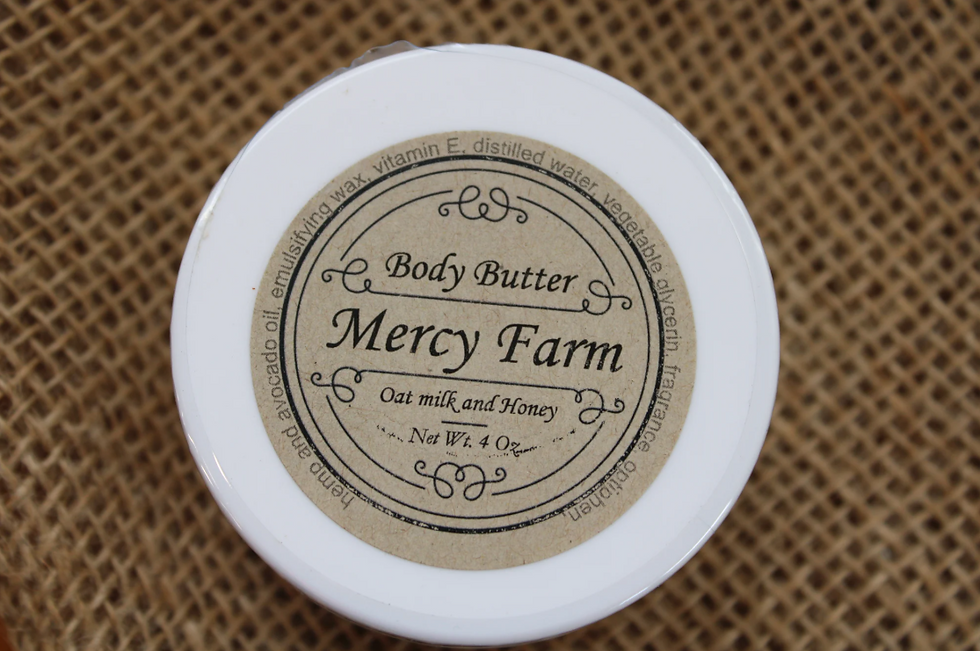 hemp and avocado oil, emulsifying wax, vitamin E, distilled water, vegetable glycerin, fragrance, optiphen,
Body Butter
Mercy Farm
Oat milk and Honey
Net Wt. 4 Oz